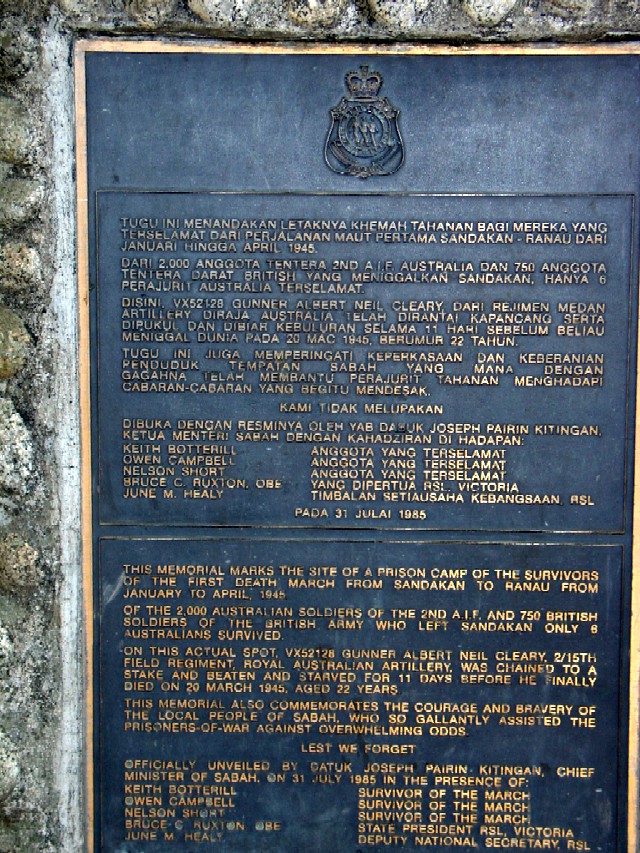 TUGU INI MENANDAKAN LETAKNYA KHEMAH TAHANAN BAGI MEREKA YANG
TERSELAMAT DARI PERJALANAN MAUT PERTAMA SANDAKAN - RANAU DARI
JANUARI HINGGA APRIL 1945.
DARI 2,000 ANGGOTA TENTERA 2ND A.I.F. AUSTRALIA DAN 750 ANGGOTA
TENTERA DARAT BRITISH YANG MENIGGALKAN SANDAKAN, HANYA 6
PERAJURIT AUSTRALIA TERSELAMAT.
DISINI, VX52128 GUNNER ALBERT NEIL CLEARY, DARI REJIMEN MEDAN
ARTILLERY DIRAJA AUSTRALIA TELAH DIRANTAI KAPANCANG SERTA
DIPUKUL DAN DIBIAR KEBULURAN SELAMA 11 HARI SEBELUM BELIAU
MENIGGAL DUNIA PADA 20 MAC 1945, BERUMUR 22 TAHUN.
TUGU INI JUGA MEMPERINGATI KEPERKASAAN DAN KEBERANIAN
PENDUDUK TEMPATAN SABAH YANG MANA DENGAN
GAGAHNA TELAH MEMBANTU PERAJURIT TAHANAN MENGHADAPI
CABARAN-CABARAN YANG BEGITU MENDESAK.
KAMI TIDAK MELUPAKAN
DIBUKA DENGAN RESMINYA OLEH YAB DATUK JOSEPH PAIRIN KITINGAN,
KETUA MENTERI SABAH DENGAN KAHADZIRAN DI HADAPAN:
KEITH BOTTERILL ANGGOTA YANG TERSELAMAT
OWEN CAMPBELL ANGGOTA YANG TERSELAMAT
NELSON SHORT ANGGOTA YANG TERSELAMAT
BRUCE C. RUXTON, OBE YANG DIPERTUA RSL, VICTORIA
JUNE M. HEALY TIMBALAN SETIAUSAHA KEBANGSAAN, RSL
PADA 31 JULAI 1985
THIS MEMORIAL MARKS THE SITE OF A PRISON CAMP OF THE SURVIVORS
OF THE FIRST DEATH MARCH FROM SANDAKAN TO RANAU FROM
JANUARY TO APRIL, 1945.
OF THE 2,000 AUSTRALIAN SOLDIERS OF THE 2ND A.I.F. AND 750 BRITISH
SOLDIERS OF THE BRITISH ARMY WHO LEFT SANDAKAN ONLY 6
AUSTRALIANS SURVIVED.
ON THIS ACTUAL SPOT, VX52128 GUNNER ALBERT NEIL CLEARY, 2/15TH
FIELD REGIMENT, ROYAL AUSTRALIAN ARTILLERY, WAS CHAINED TO A
STAKE AND BEATEN AND STARVED FOR 11 DAYS BEFORE HE FINALLY
DIED ON 20 MARCH 1945, AGED 22 YEARS
THIS MEMORIAL ALSO COMMEMORATES THE COURAGE AND BRAVERY OF
THE LOCAL PEOPLE OF SABAH, WHO SO GALLANTLY ASSISTED THE
PRISONERS-OF-WAR AGAINST OVERWHELMING ODDS.
LEST WE FORGET
OFFICIALLY UNVEILED BY DATUK JOSEPH PAIRIN KITINGAN, CHIEF
MINISTER OF SABAH, ON 31 JULY 1985 IN THE PRESENCE OF:
KEITH BOTTERILL SURVIVOR OF THE MARCH
OWEN CAMPBELL SURVIVOR OF THE MARCH
NELSON SHORT SURVIVOR OF THE MARCH
BRUCE C RUXTON OBE STATE PRESIDENT RSL, VICTORIA
JUNE M. HEALY DEPUTY NATIONAL SECRETARY, RSL